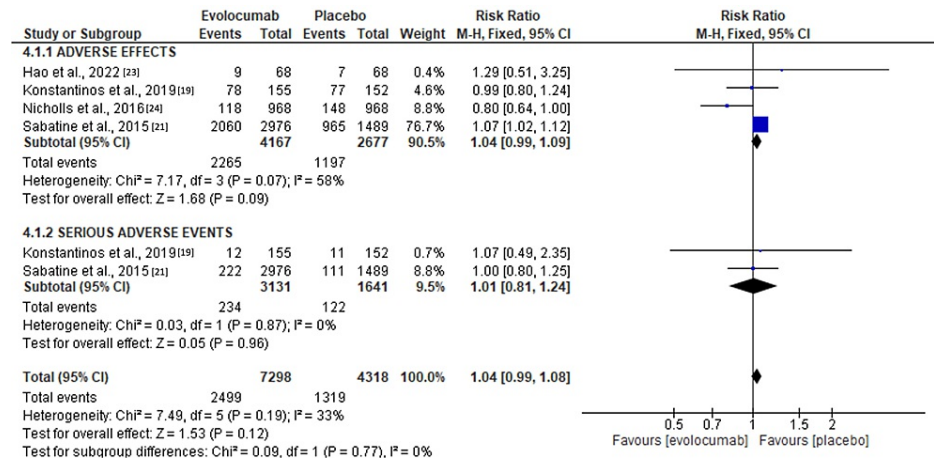 Evolocumab Placebo Risk Ratio Risk Ratio
Study or Subgroup Events Total Events Total Weight M-H, Fixed, 95% CI M-H, Fixed, 95% CI
4.1.1 ADVERSE EFFECTS
Hao et al., 2022 [23] 9 68 7 68 0.4% 1.29 [0.51, 3.25]
Konstantinos et al., 2019[19] 78 155 77 152 4.6% 0.99 [0.80, 1.24]
Nicholls et al., 2016 [24] 118 968 148 968 8.8% 0.80 [0.64, 1.00]
Sabatine et al., 2015 [21] 2060 2976 965 1489 76.7% 1.07 [1.02, 1.12]
Subtotal (95% CI) 4167 2677 90.5% 1.04 [0.99, 1.09]
Total events 2265 1197
Heterogeneity: Chi² = 7.17, df = 3 (P = 0.07); I² = 58%
Test for overall effect: Z = 1.68 (P = 0.09)
4.1.2 SERIOUS ADVERSE EVENTS
Konstantinos et al., 2019[19] 12 155 11 152 0.7% 1.07 [0.49, 2.35]
Sabatine et al., 2015 [21] 222 2976 111 1489 8.8% 1.00 [0.80, 1.25]
Subtotal (95% CI) 3131 1641 9.5% 1.01 [0.81, 1.24]
Total events 234 122
Heterogeneity: Chi² = 0.03, df = 1 (P = 0.87); I² = 0%
Test for overall effect: Z = 0.05 (P = 0.96)
Total (95% CI) 7298 4318 100.0% 1.04 [0.99, 1.08]
Total events 2499 1319
Heterogeneity: Chi² = 7.49, df = 5 (P = 0.19); I² = 33%
Test for overall effect: Z = 1.53 (P = 0.12)
Test for subgroup differences: Chi² = 0.09, df = 1 (P = 0.77), I² = 0%
0.5 0.7 1 1.5 2
Favours [evolocumab] Favours [placebo]